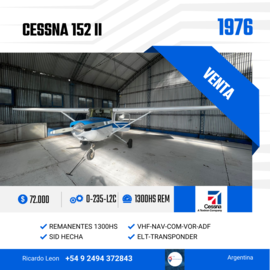 CESSNA 152 II
1976
VENTA
$ 72.000
O-235-L2C
1300HS REM
Cessna
REMANENTES 1300HS
VHF-NAV-COM-VOR-ADF
SID HECHA
ELT-TRANSPONDER
Ricardo Leon +54 9 2494 372843
Argentina